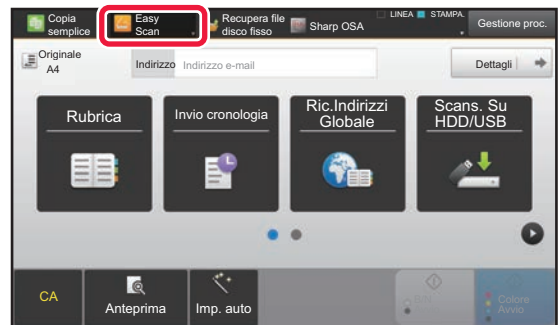 Copia
semplice
Easy
Scan
Recupera file
disco fisso
Sharp OSA
LINEA
STAMPA.
Gestione proc.
Originale
A4
Indirizzo
Indirizzo e-mail
Dettagli
Rubrica
Invio cronologia
Ric.Indirizzi
Globale
Scans. Su
HDD/USB
CA
Anteprima
Imp. auto
Colore
Avvio